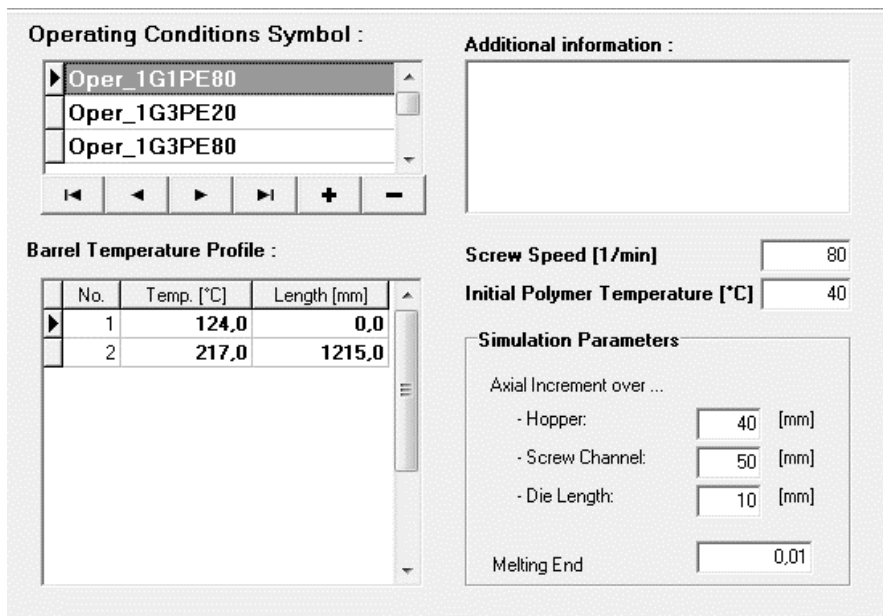 Operating Conditions Symbol :
Oper_1G1PE80
Oper_1G3PE20
Oper_1G3PE80
Additional information :
Barrel Temperature Profile :
No. Temp. [°C] Length [mm]
1 124,0 0,0
2 217,0 1215,0
Screw Speed [1/min] 80
Initial Polymer Temperature [°C] 40
Simulation Parameters
Axial Increment over ...
- Hopper: 40 [mm]
- Screw Channel: 50 [mm]
- Die Length: 10 [mm]
Melting End 0,01